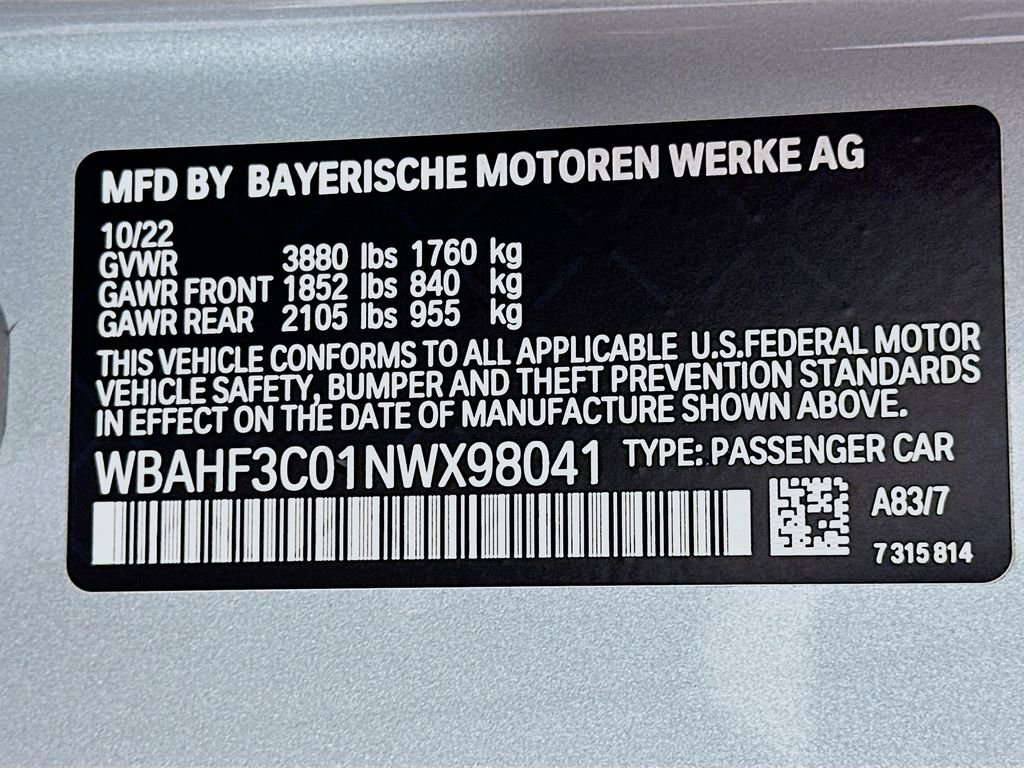 MFD BY BAYERISCHE MOTOREN WERKE AG
10/22
GVWR 3880 lbs 1760 kg
GAWR FRONT 1852 lbs 840 kg
GAWR REAR 2105 lbs 955 kg
THIS VEHICLE CONFORMS TO ALL APPLICABLE U.S.FEDERAL MOTOR
VEHICLE SAFETY, BUMPER AND THEFT PREVENTION STANDARDS
IN EFFECT ON THE DATE OF MANUFACTURE SHOWN ABOVE.
WBAHF3C01NWX98041 TYPE: PASSENGER CAR
A83/7
7 315 814